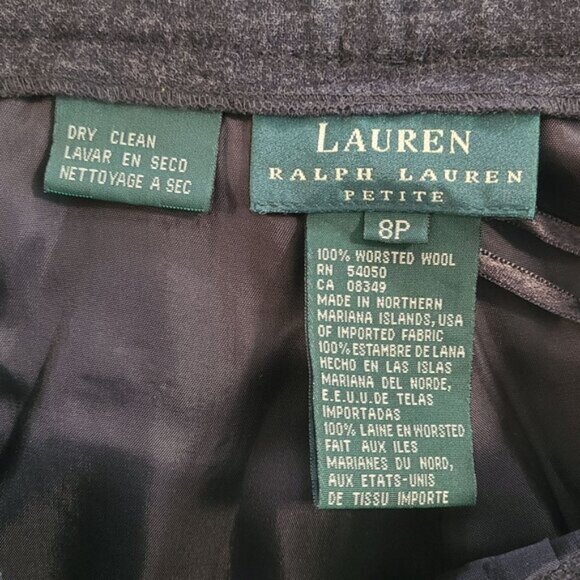 DRY CLEAN
LAVAR EN SECO
NETTOYAGE A SEC
LAUREN
RALPH LAUREN
PETITE
8P
100% WORSTED WOOL
RN 54050
CA 08349
MADE IN NORTHERN
MARIANA ISLANDS, USA
OF IMPORTED FABRIC
100% ESTAMBRE DE LANA
HECHO EN LAS ISLAS
MARIANA DEL NORDE,
E.E.U.U. DE TELAS
IMPORTADAS
100% LAINE EN WORSTED
FAIT AUX ILES
MARIANES DU NORD,
AUX ETATS-UNIS
DE TISSU IMPORTE